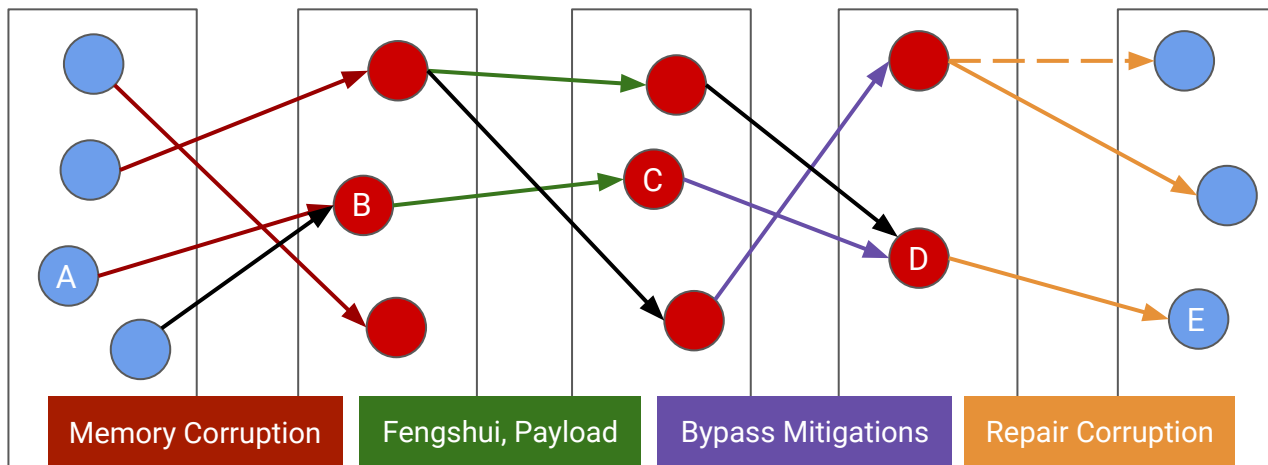 B
C
A
D
E
Memory Corruption
Fengshui, Payload
Bypass Mitigations
Repair Corruption